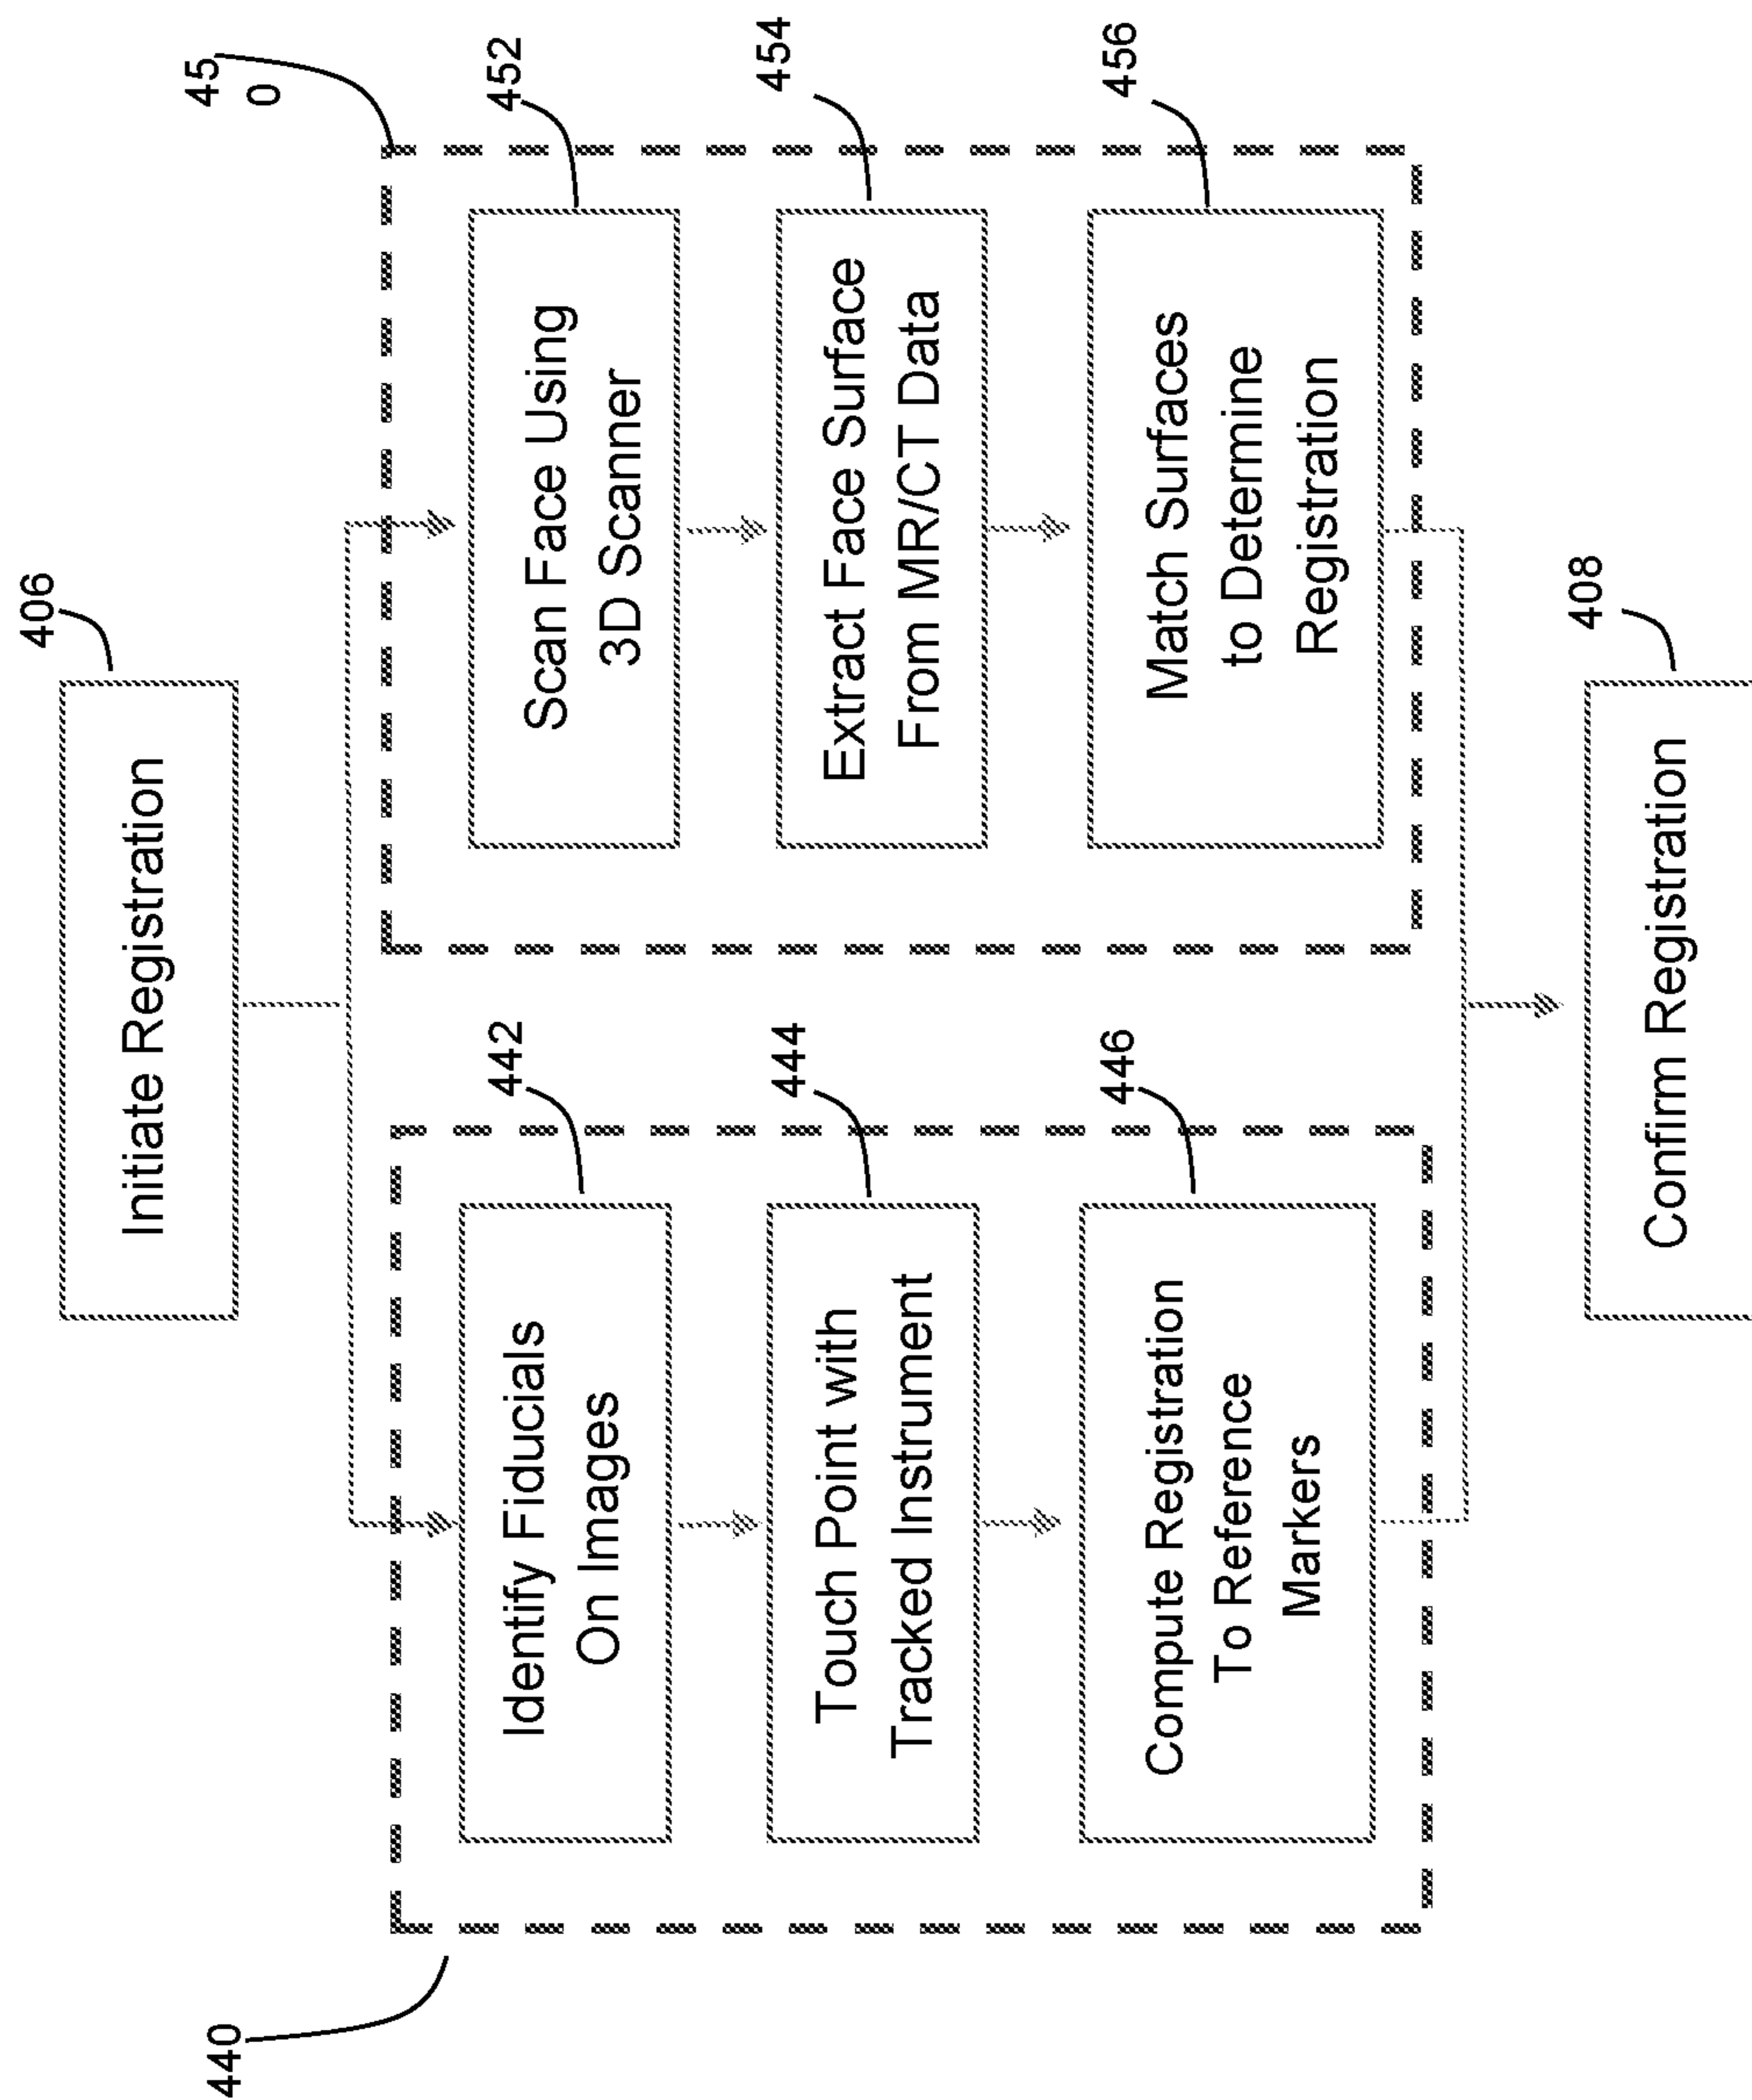 406
Initiate Registration
440
442
Identify Fiducials
On Images
444
Touch Point with
Tracked Instrument
446
Compute Registration
To Reference
Markers
45
0
452
Scan Face Using
3D Scanner
454
Extract Face Surface
From MR/CT Data
456
Match Surfaces
to Determine
Registration
408
Confirm Registration